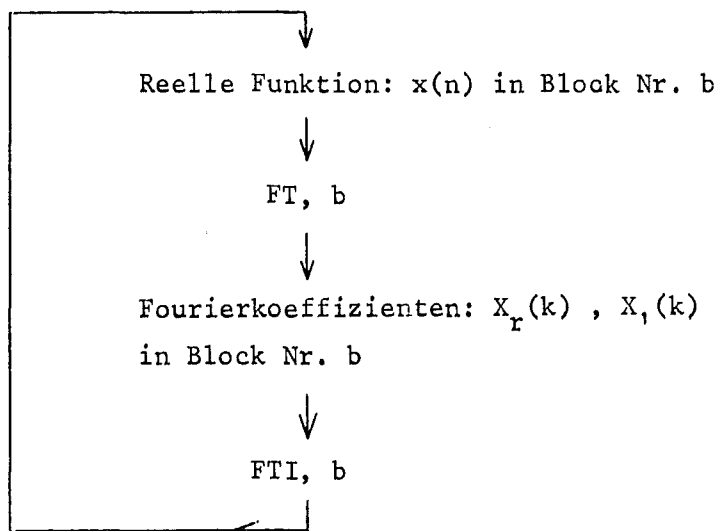 Reelle Funktion: x(n) in Block Nr. b
FT, b
Fourierkoeffizienten: X_r(k) , X_i(k)
in Block Nr. b
FTI, b